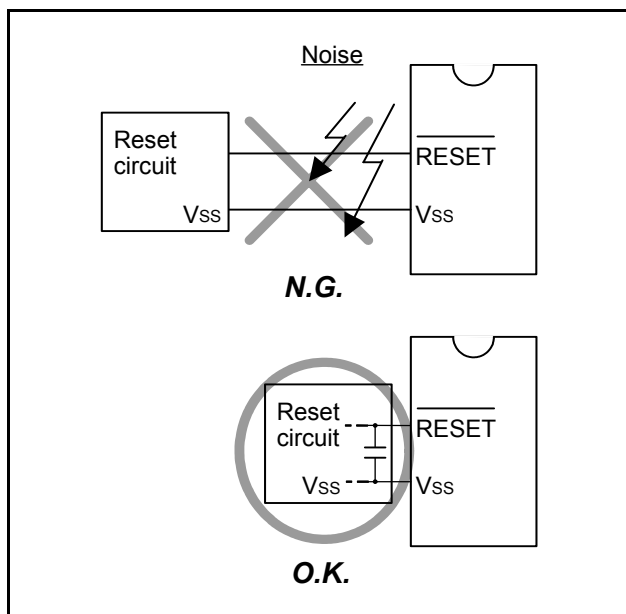 Noise
Reset
circuit
RESET
Vss
Vss
N.G.
Reset
circuit
RESET
Vss
Vss
O.K.